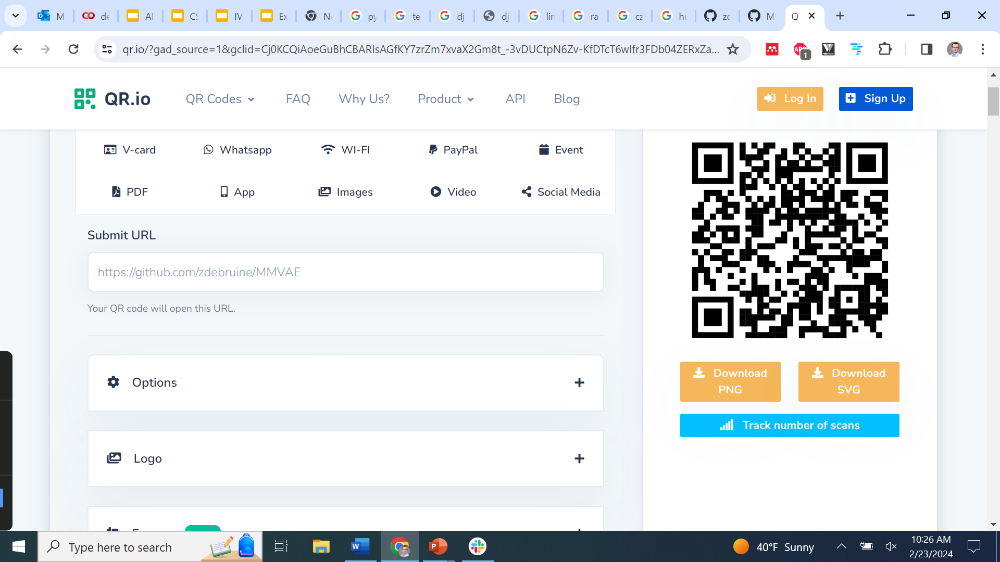 M
de
AI
CS
IV
Ex
Ne
py
te
dj
dj
lin
ra
cz
hu
zc
M
Q
qr.io/?gad_source=1&gclid=Cj0KCQiAoeGuBhCBARIsAGfKY7zrZm7xvaX2Gm8t_-3vDUCtpN6Zv-KfDTcT6wIfr3FDb04ZERxZa...
1
QR.io
QR Codes
FAQ
Why Us?
Product
API
Blog
Log In
Sign Up
V-card
Whatsapp
WI-FI
PayPal
Event
PDF
App
Images
Video
Social Media
Submit URL
https://github.com/zdebruine/MMVAE
Your QR code will open this URL.
Options
Logo
Download
PNG
Download
SVG
Track number of scans
Type here to search
40°F Sunny
10:26 AM
2/23/2024